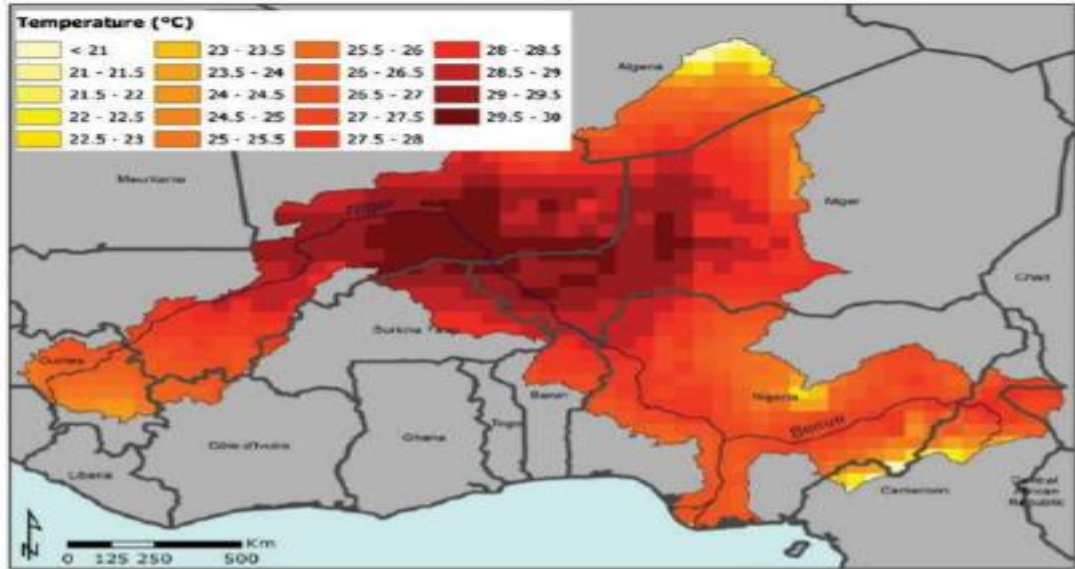 Temperature (°C)
< 21
21 - 21.5
21.5 - 22
22 - 22.5
22.5 - 23
23 - 23.5
23.5 - 24
24 - 24.5
24.5 - 25
25 - 25.5
25.5 - 26
26 - 26.5
26.5 - 27
27 - 27.5
27.5 - 28
28 - 28.5
28.5 - 29
29 - 29.5
29.5 - 30
Algeria
Mauritania
Niger
Niger
Chad
Guinea
Burkina Faso
Benin
Nigeria
Benue
Togo
Ghana
Côte d'Ivoire
Liberia
Cameroon
Central
African
Republic
N
Km
0 125 250 500